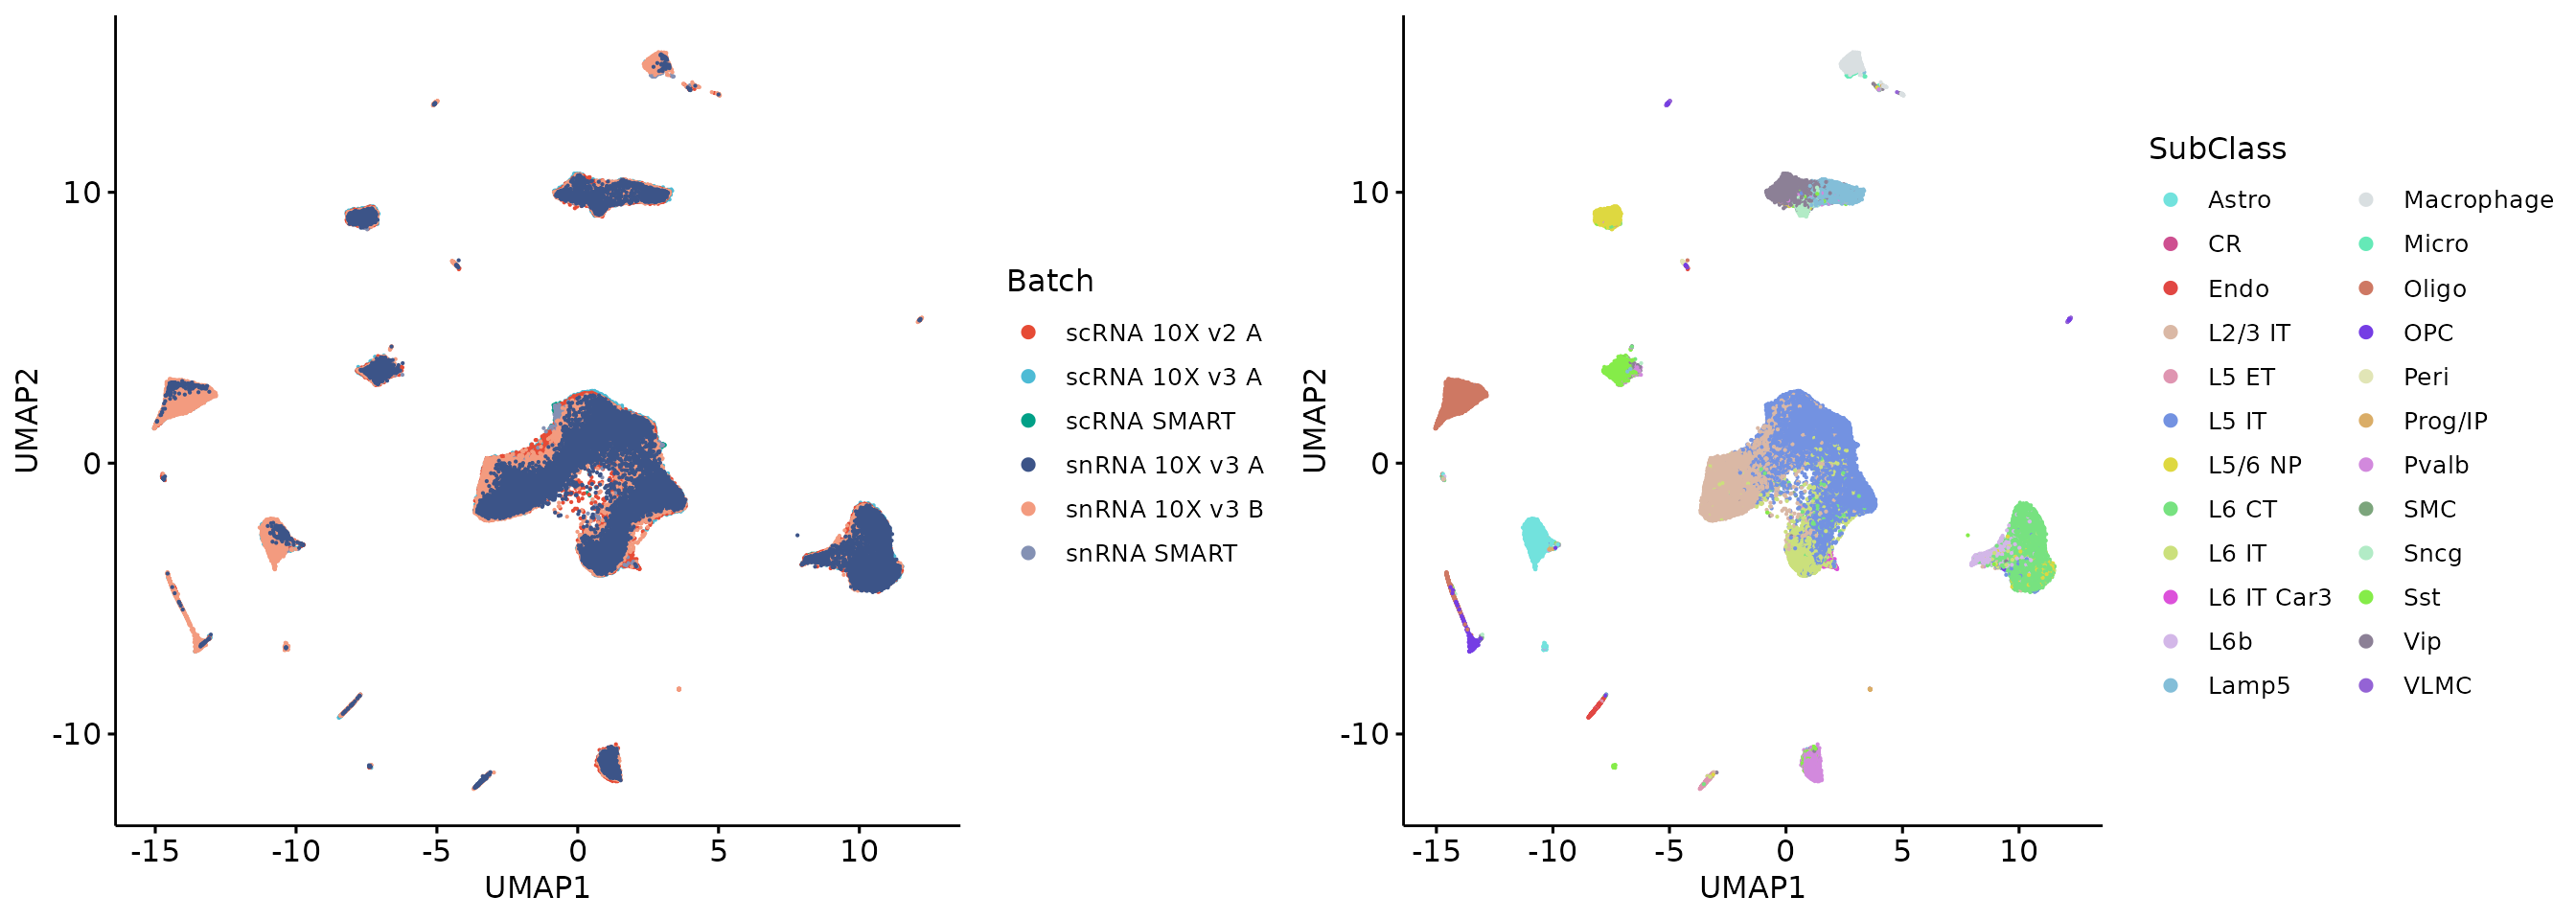 UMAP2
10
0
-10
-15
-10
-5
0
5
10
UMAP1
Batch
scRNA 10X v2 A
scRNA 10X v3 A
scRNA SMART
snRNA 10X v3 A
snRNA 10X v3 B
snRNA SMART
UMAP2
10
0
-10
-15
-10
-5
0
5
10
UMAP1
SubClass
Astro
CR
Endo
L2/3 IT
L5 ET
L5 IT
L5/6 NP
L6 CT
L6 IT
L6 IT Car3
L6b
Lamp5
Macrophage
Micro
Oligo
OPC
Peri
Prog/IP
Pvalb
SMC
Sncg
Sst
Vip
VLMC